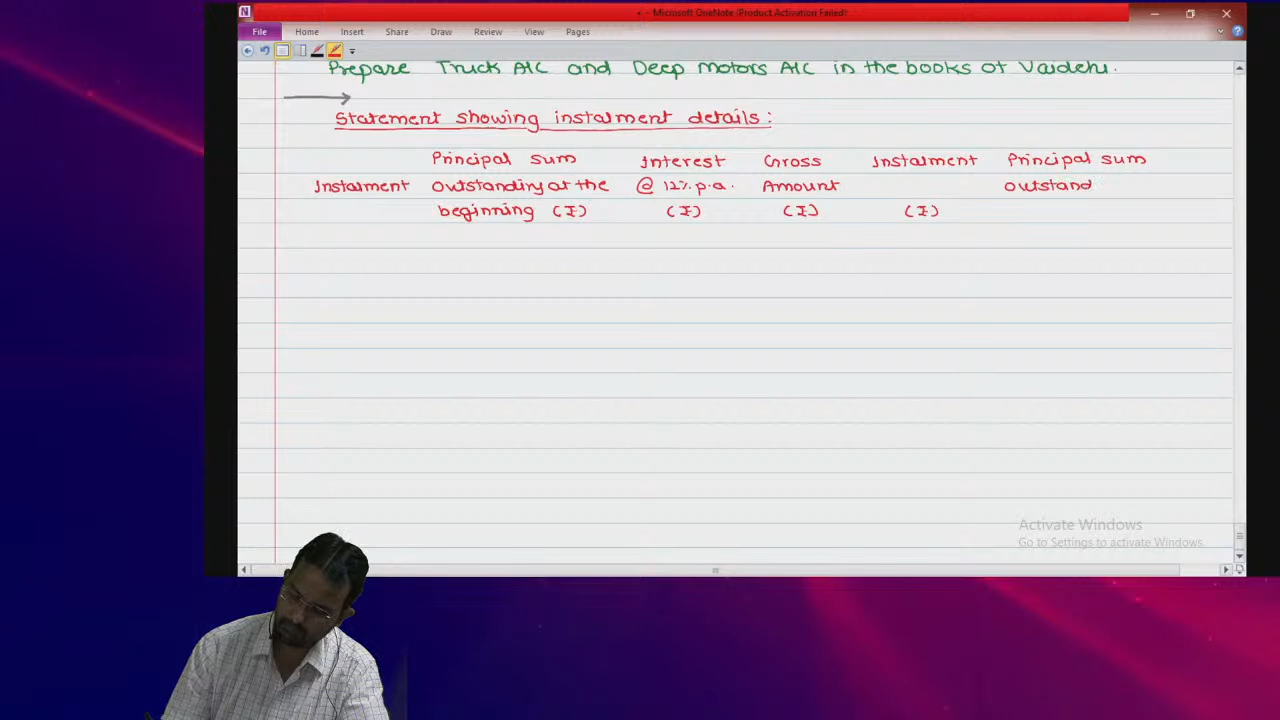 Microsoft OneNote (Product Activation Failed)
File Home Insert Share Draw Review View Pages
Prepare Truck A/C and Deep Motors A/C in the books of Vaidehi.
Statement showing instalment details:
Principal sum Interest Gross Instalment Principal sum
Instalment outstanding at the @ 12% p.a. Amount outstand
beginning (₹) (₹) (₹) (₹)
Activate Windows
Go to Settings to activate Windows.